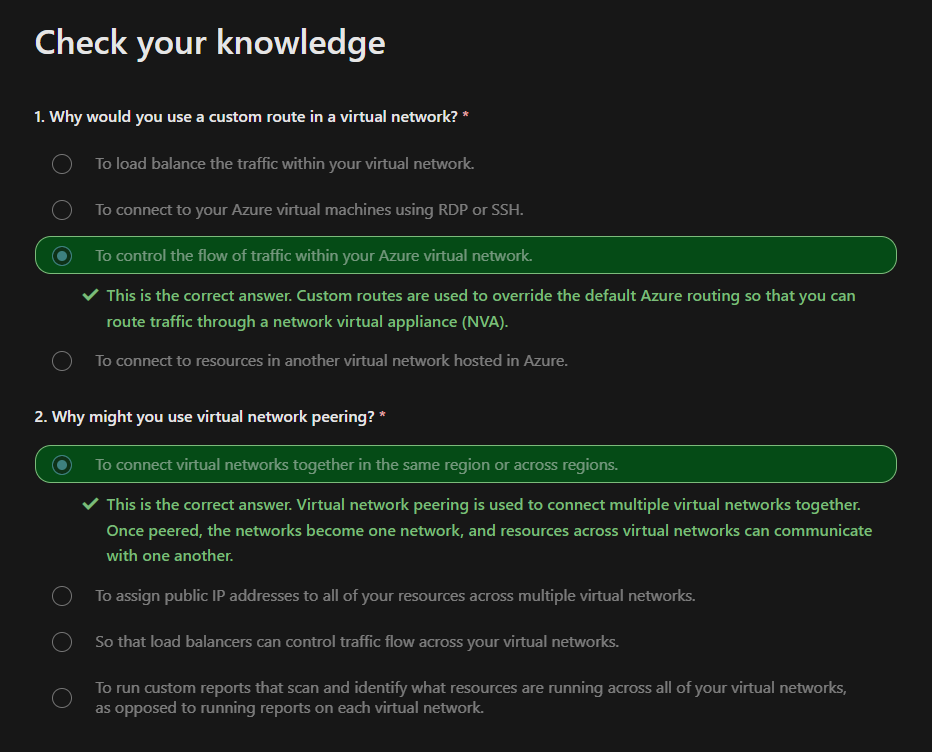 Check your knowledge
1. Why would you use a custom route in a virtual network? *
To load balance the traffic within your virtual network.
To connect to your Azure virtual machines using RDP or SSH.
To control the flow of traffic within your Azure virtual network.
This is the correct answer. Custom routes are used to override the default Azure routing so that you can
route traffic through a network virtual appliance (NVA).
To connect to resources in another virtual network hosted in Azure.
2. Why might you use virtual network peering? *
To connect virtual networks together in the same region or across regions.
This is the correct answer. Virtual network peering is used to connect multiple virtual networks together.
Once peered, the networks become one network, and resources across virtual networks can communicate
with one another.
To assign public IP addresses to all of your resources across multiple virtual networks.
So that load balancers can control traffic flow across your virtual networks.
To run custom reports that scan and identify what resources are running across all of your virtual networks,
as opposed to running reports on each virtual network.